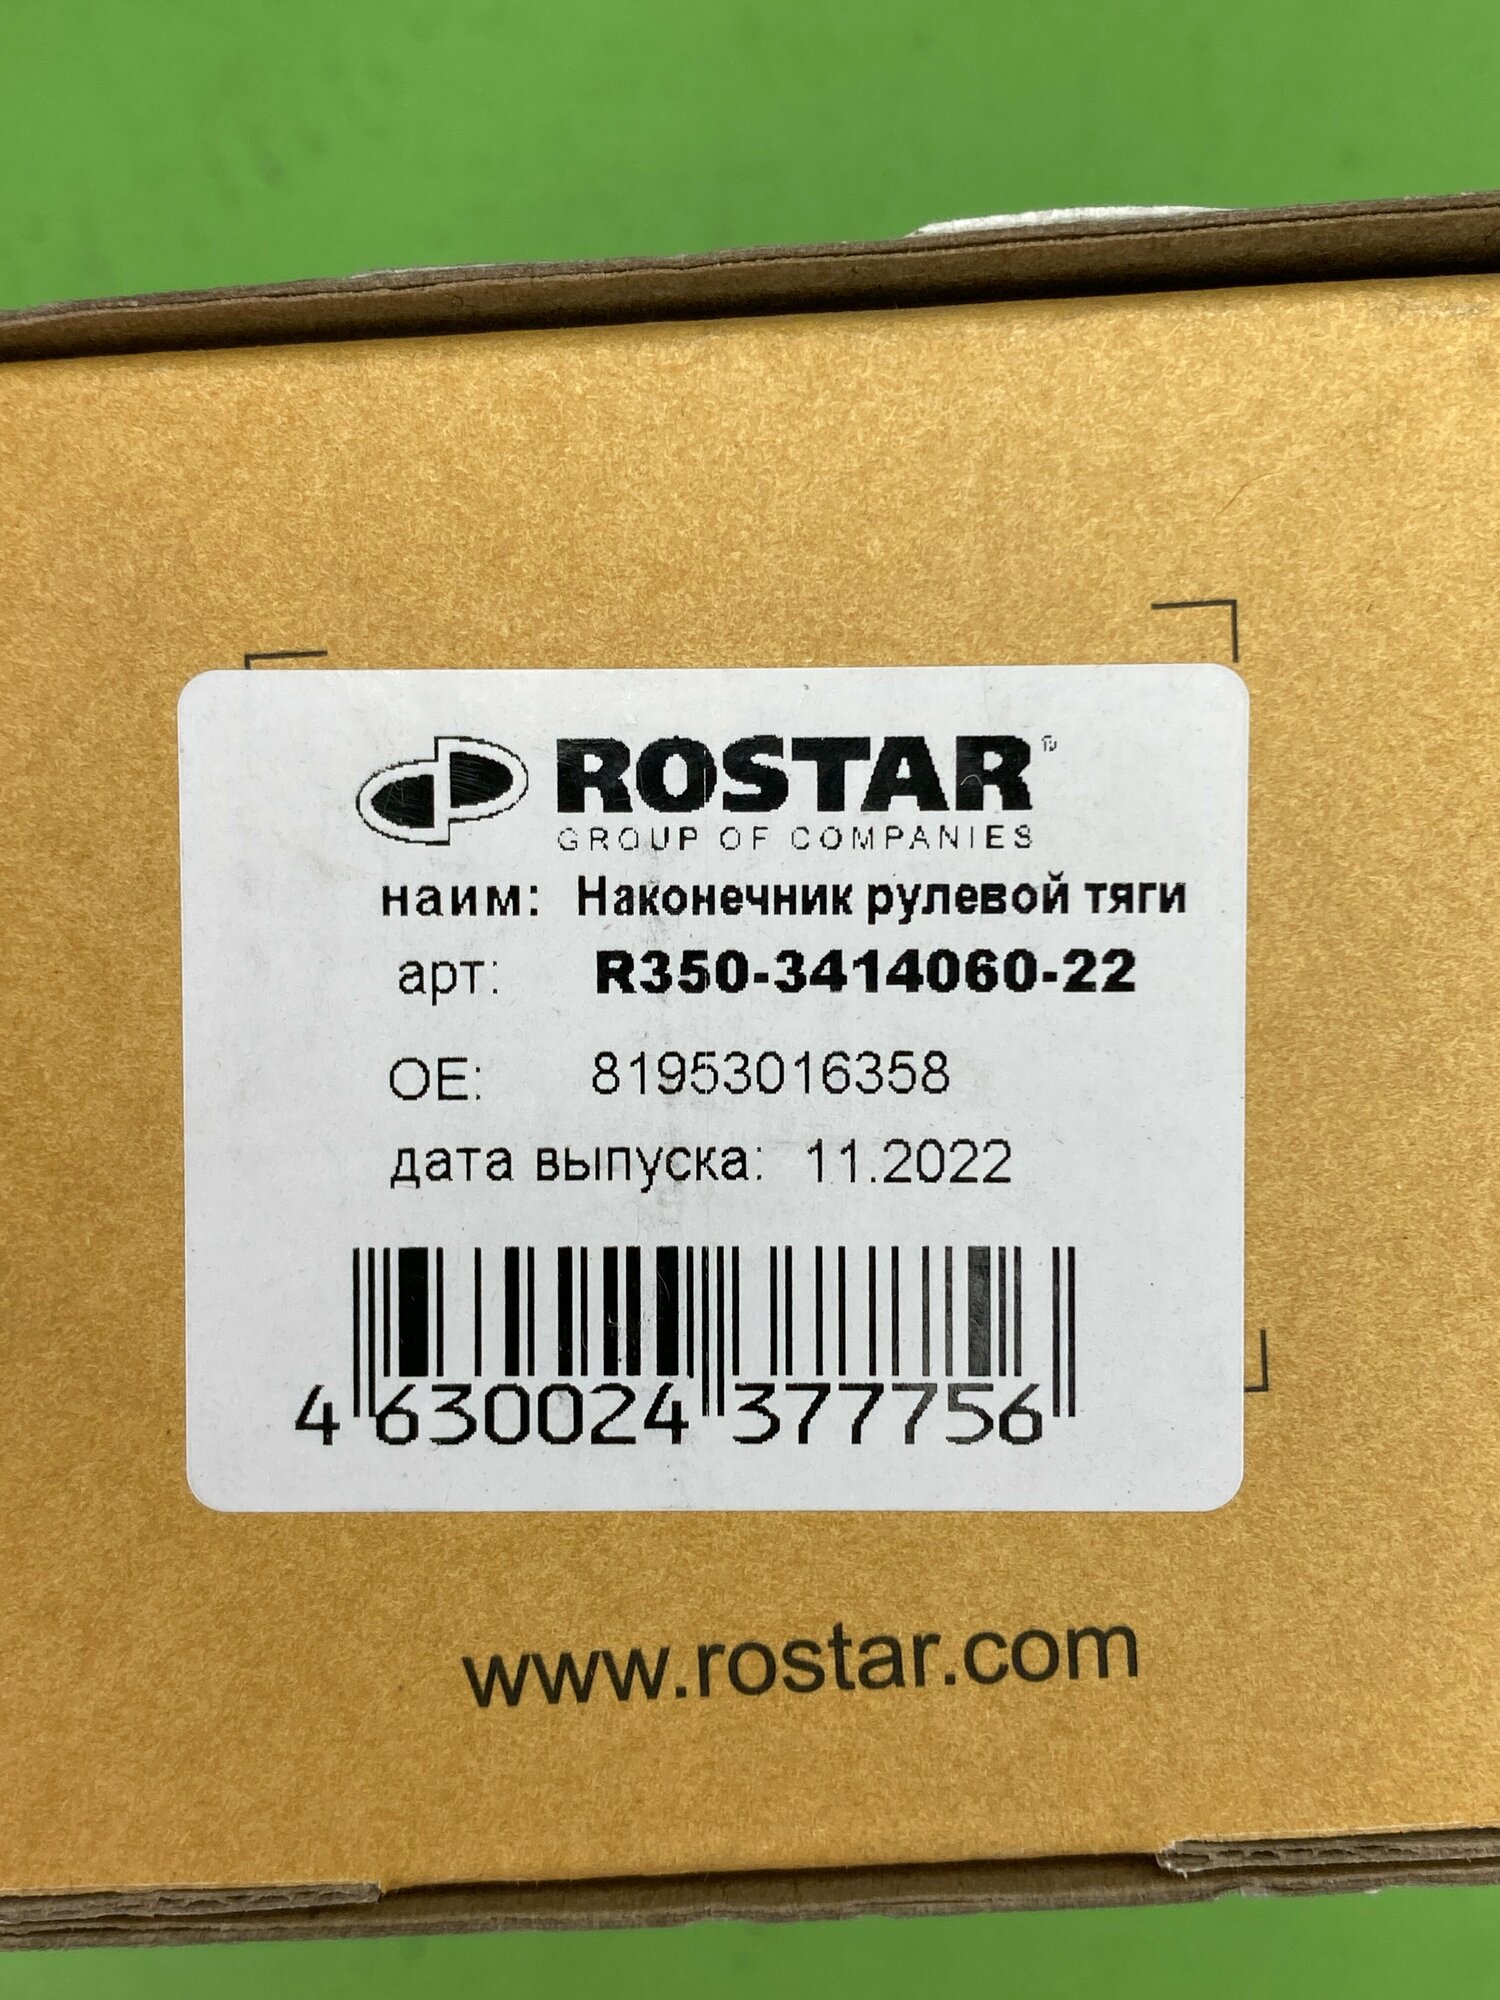 ROSTAR
GROUP OF COMPANIES
наим: Наконечник рулевой тяги
арт: R350-3414060-22
OE: 81953016358
дата выпуска: 11.2022
4 630024 377756
www.rostar.com